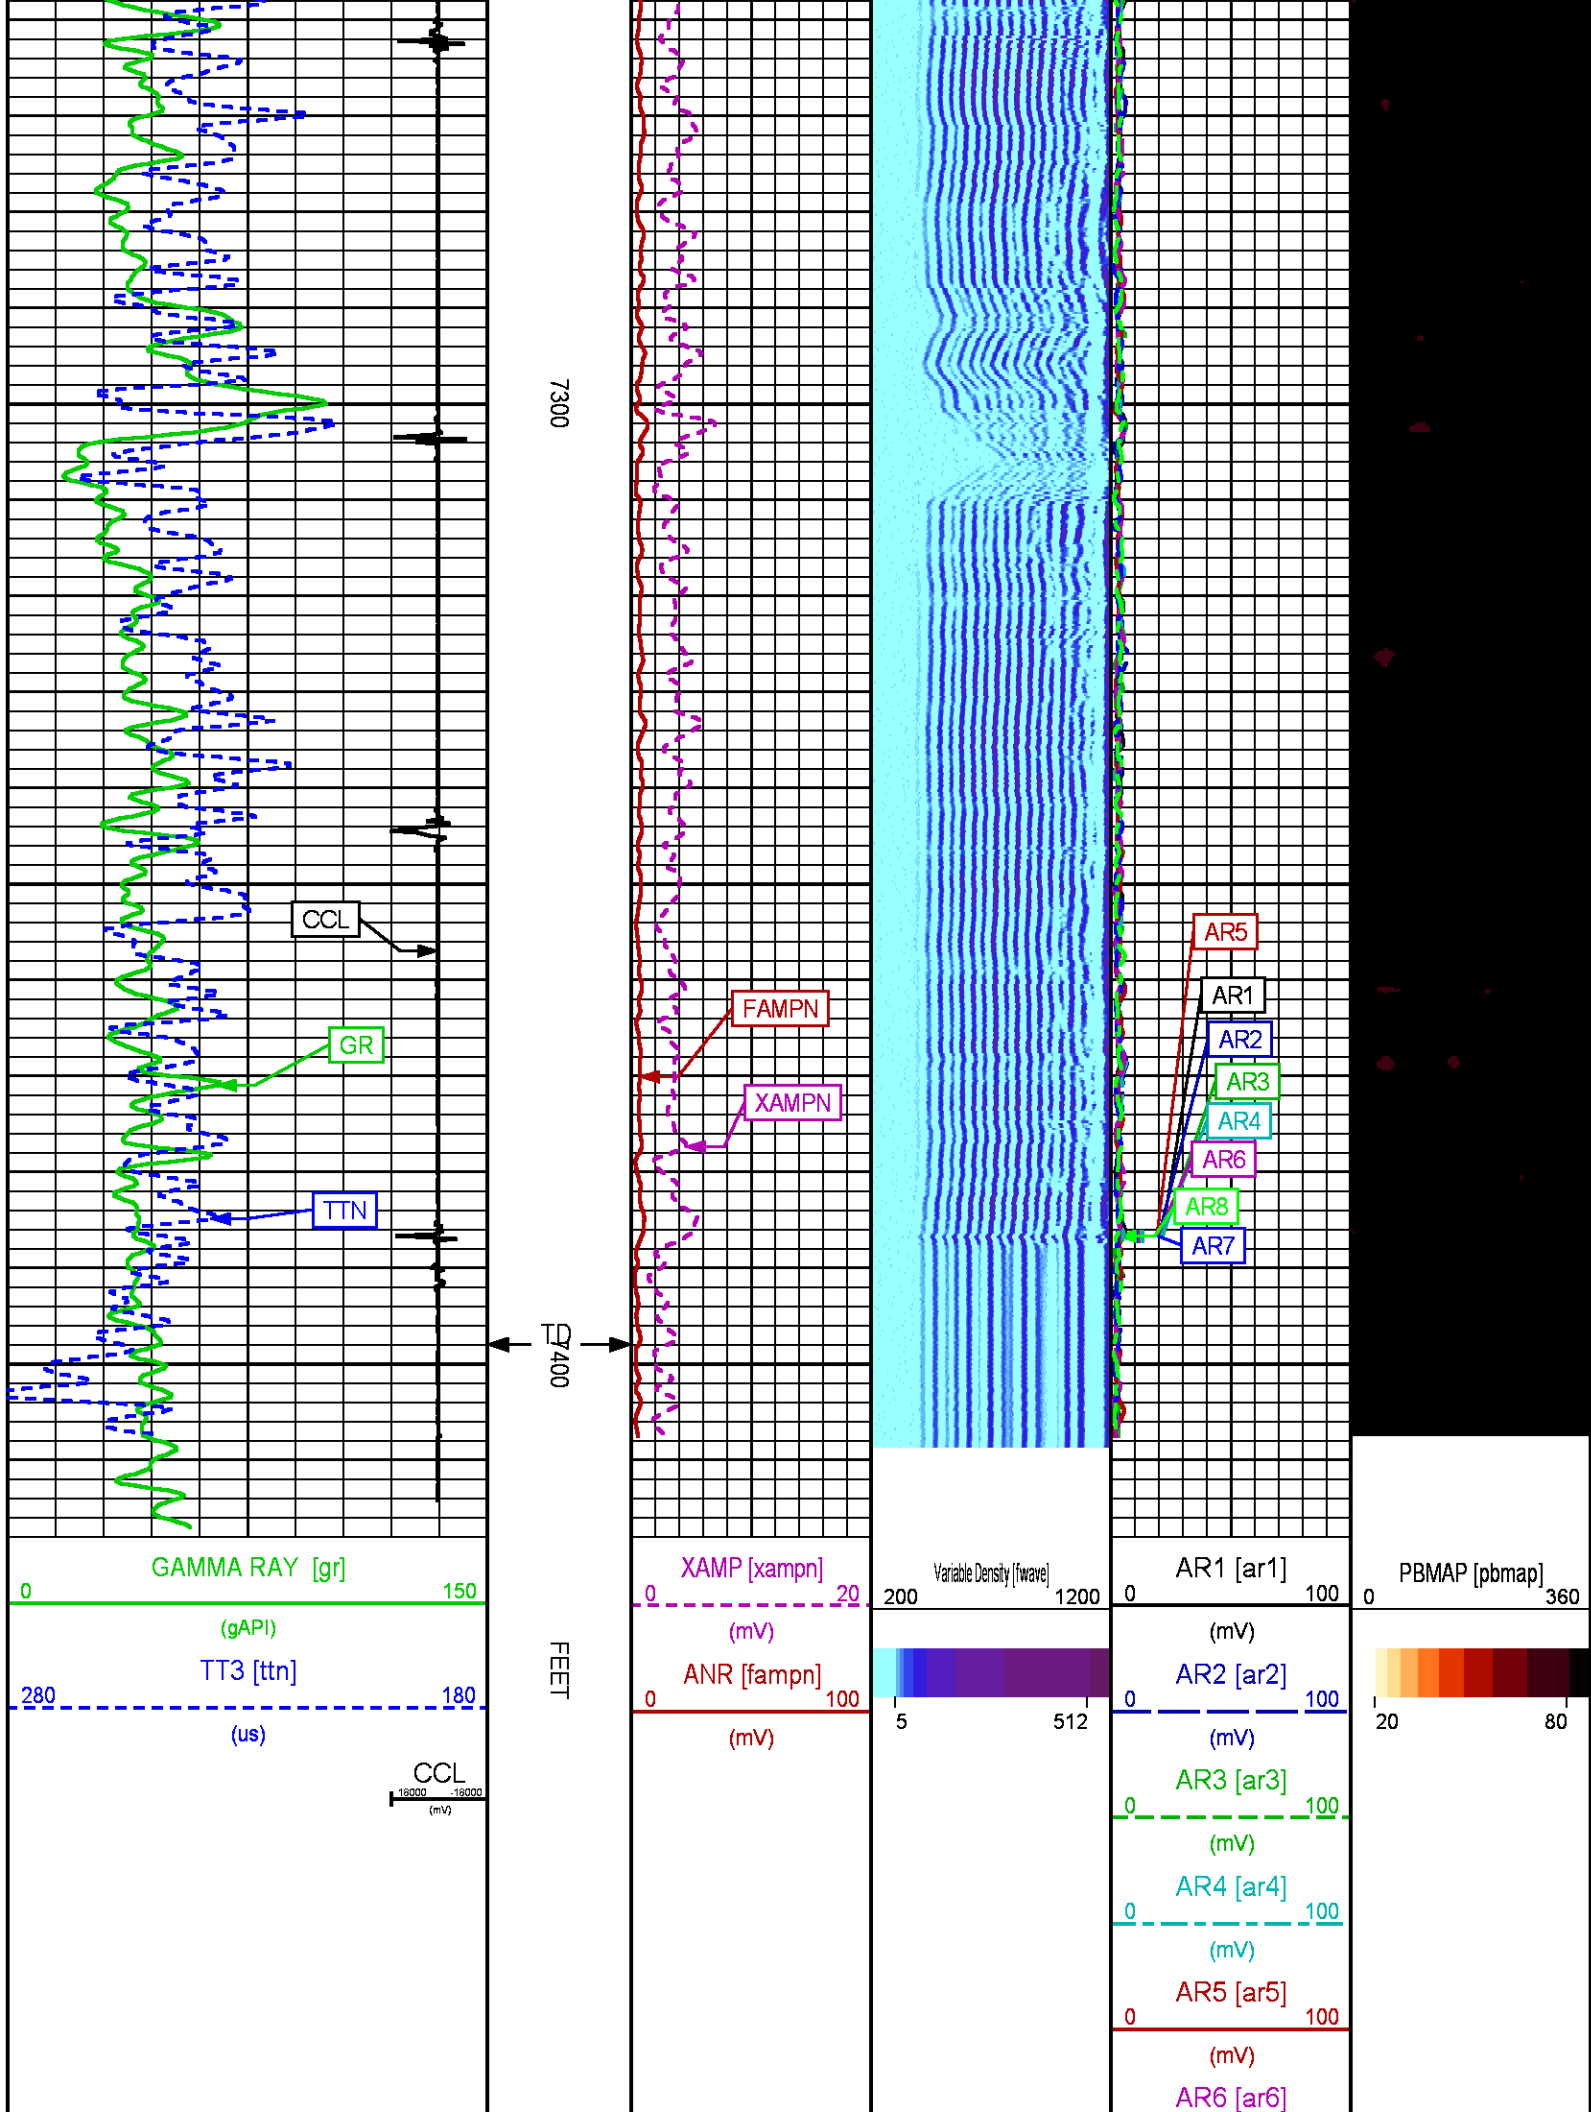 7300
CCL
AR5
AR1
FAMPN
AR2
GR
AR3
XAMPN
AR4
AR6
AR8
TTN
AR7
TD
7400
GAMMA RAY [gr]
0 150
(gAPI)
TT3 [ttn]
280 180
(us)
CCL
18000 -18000
(mV)
FEET
XAMP [xampn]
0 20
(mV)
ANR [fampn]
0 100
(mV)
Variable Density [fwave]
200 1200
5 512
AR1 [ar1]
0 100
(mV)
AR2 [ar2]
0 100
(mV)
AR3 [ar3]
0 100
(mV)
AR4 [ar4]
0 100
(mV)
AR5 [ar5]
0 100
(mV)
AR6 [ar6]
PBMAP [pbmap]
0 360
20 80